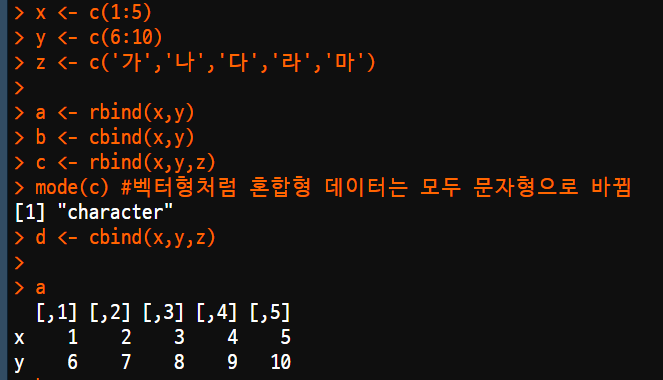 > x <- c(1:5)
> y <- c(6:10)
> z <- c('가','나','다','라','마')
>
> a <- rbind(x,y)
> b <- cbind(x,y)
> c <- rbind(x,y,z)
> mode(c) #벡터형처럼 혼합형 데이터는 모두 문자형으로 바뀜
[1] "character"
> d <- cbind(x,y,z)
>
> a
  [,1] [,2] [,3] [,4] [,5]
x    1    2    3    4    5
y    6    7    8    9   10